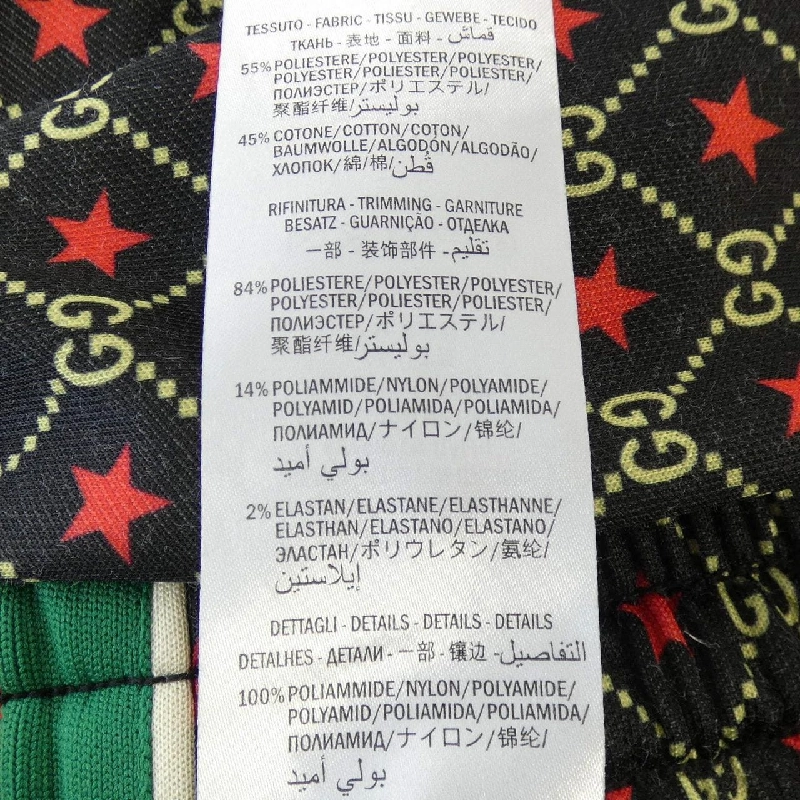 TESSUTO - FABRIC - TISSU - GEWEBE - TECIDO
ТКАНЬ - 表地 - 面料 - قماش
55% POLIESTERE/POLYESTER/POLYESTER/
POLYESTER/POLIESTER/POLIESTER/
ПОЛИЭСТЕР/ポリエステル/
聚酯纤维/بوليستر
45% COTONE/COTTON/COTON/
BAUMWOLLE/ALGODÓN/ALGODÃO/
ХЛОПОК/綿/棉/قطن
RIFINITURA - TRIMMING - GARNITURE
BESATZ - GUARNIÇÃO - ОТДЕЛКА
一部 - 装饰部件 - تقليم
84% POLIESTERE/POLYESTER/POLYESTER/
POLYESTER/POLIESTER/POLIESTER/
ПОЛИЭСТЕР/ポリエステル/
聚酯纤维/بوليستر
14% POLIAMMIDE/NYLON/POLYAMIDE/
POLYAMID/POLIAMIDA/POLIAMIDA/
ПОЛИАМИД/ナイロン/锦纶/
بولي أميد
2% ELASTAN/ELASTANE/ELASTHANNE/
ELASTHAN/ELASTANO/ELASTANO/
ЭЛАСТАН/ポリウレタン/氨纶/
إيلاستين
DETTAGLI - DETAILS - DETAILS - DETAILS
DETALHES - ДЕТАЛИ - 一部 - 镶边 - التفاصيل
100% POLIAMMIDE/NYLON/POLYAMIDE/
POLYAMID/POLIAMIDA/POLIAMIDA/
ПОЛИАМИД/ナイロン/锦纶/
بولي أميد